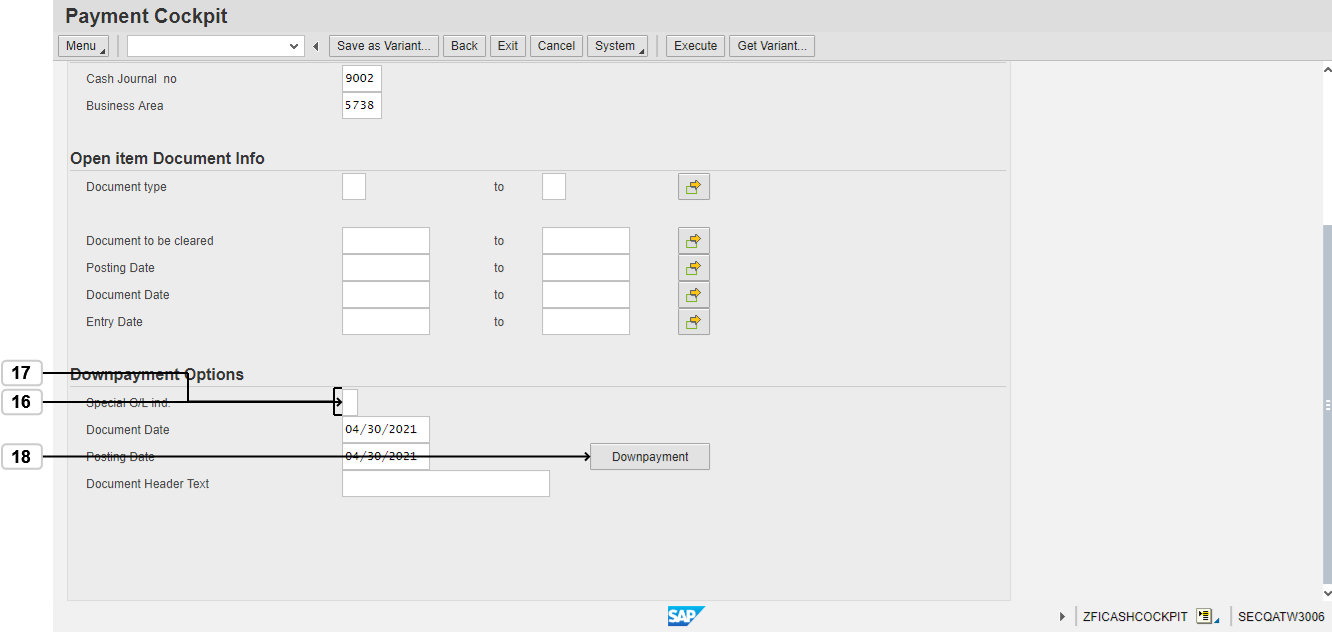 Payment Cockpit
Menu Save as Variant... Back Exit Cancel System Execute Get Variant...
Cash Journal no 9002
Business Area 5738
Open item Document Info
Document type to
Document to be cleared to
Posting Date to
Document Date to
Entry Date to
17 Downpayment Options
16 Special G/L ind.
Document Date 04/30/2021
18 Posting Date 04/30/2021 Downpayment
Document Header Text
SAP ZFICASHCOCKPIT SECQATW3006